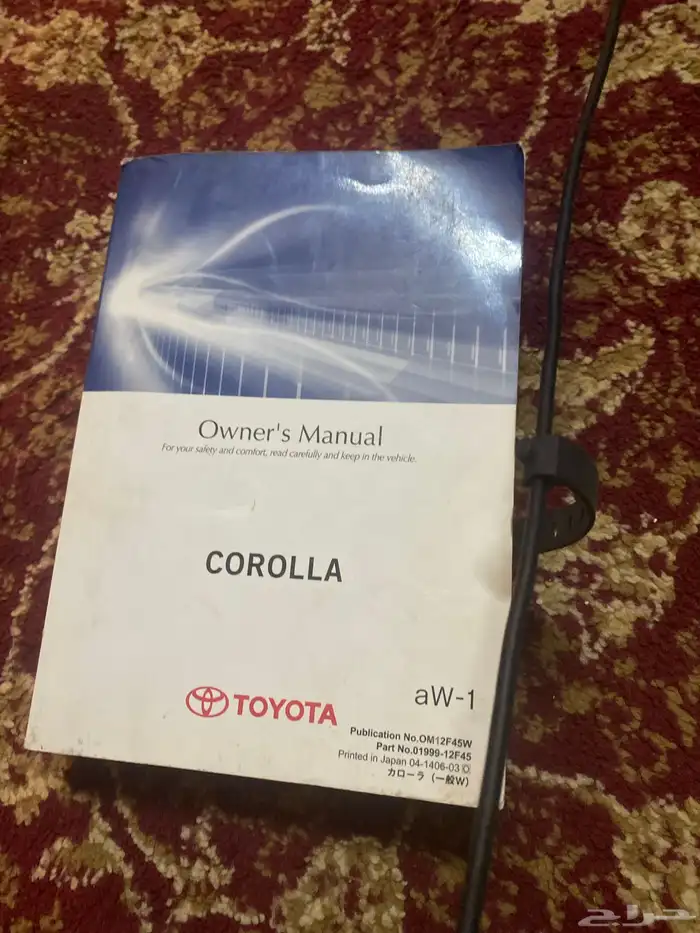 Owner's Manual
For your safety and comfort, read carefully and keep in the vehicle.
COROLLA
TOYOTA
aW-1
Publication No.OM12F45W
Part No.01999-12F45
Printed in Japan 04-1406-03
カローラ (一般W)
حراج